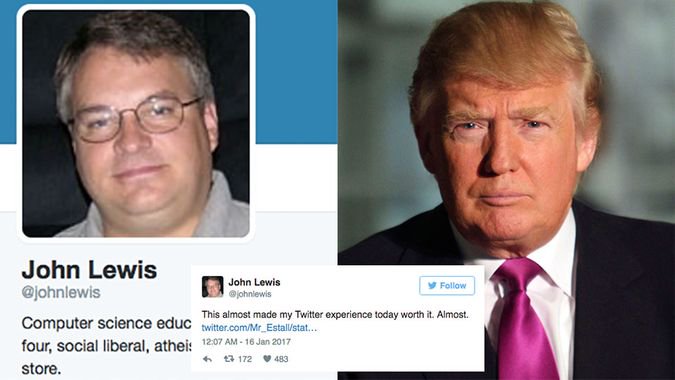 John Lewis
@johnlewis
Computer science educ
four, social liberal, atheis
store.
John Lewis
@johnlewis
Follow
This almost made my Twitter experience today worth it. Almost.
twitter.com/Mr_Estall/stat…
12:07 AM - 16 Jan 2017
172 483